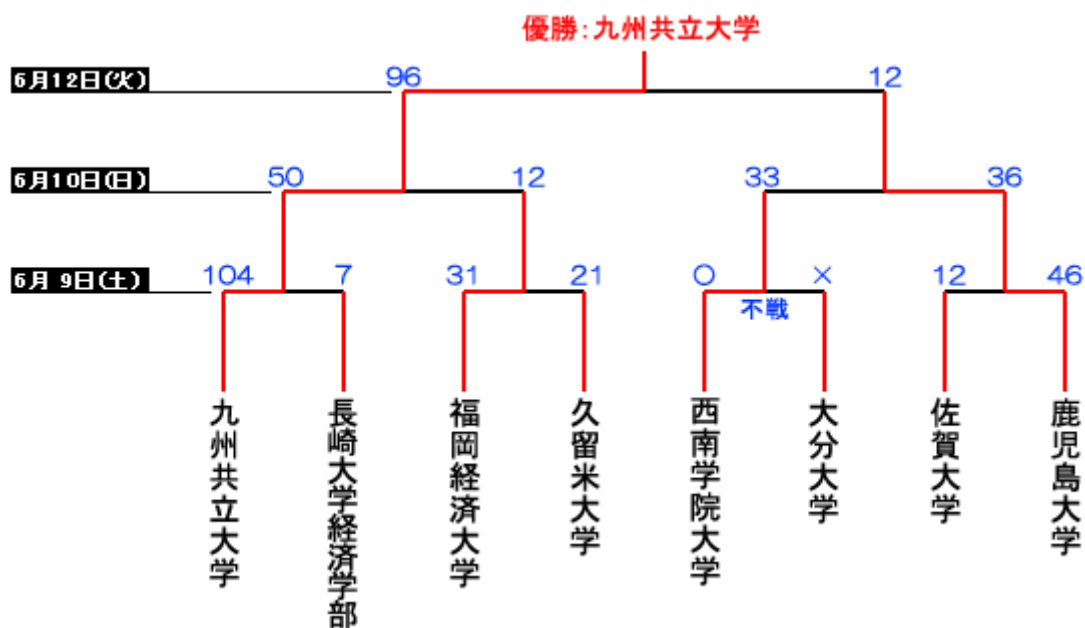 優勝：九州共立大学
6月12日(火)
96
12
6月10日(日)
50
12
33
36
6月 9日(土)
104
7
31
21
○
×
12
46
不戦
九州共立大学
長崎大学経済学部
福岡経済大学
久留米大学
西南学院大学
大分大学
佐賀大学
鹿児島大学